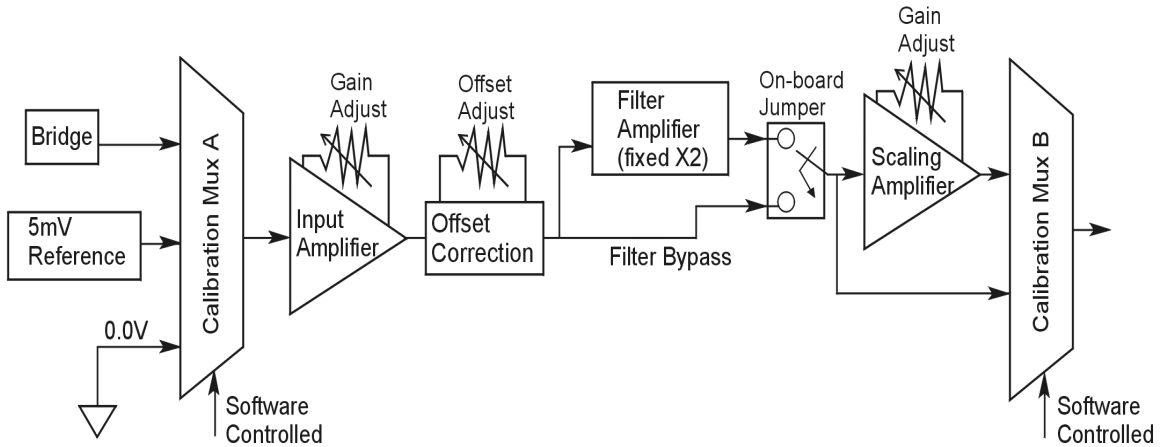 Bridge
5mV
Reference
0.0V
Calibration Mux A
Software
Controlled
Gain
Adjust
Input
Amplifier
Offset
Adjust
Offset
Correction
Filter
Amplifier
(fixed X2)
Filter Bypass
On-board
Jumper
Gain
Adjust
Scaling
Amplifier
Calibration Mux B
Software
Controlled